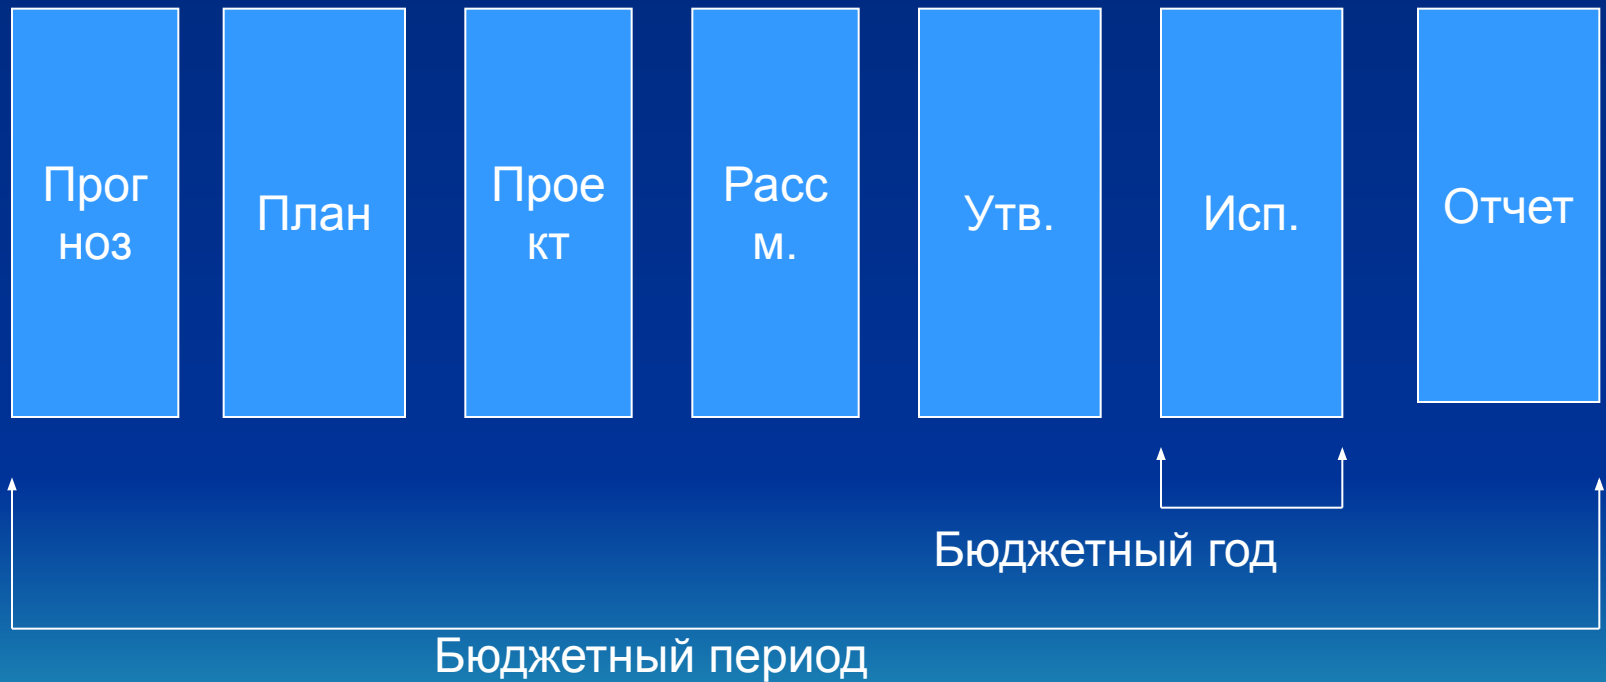 Прог
ноз
План
Прое
кт
Расс
м.
Утв.
Исп.
Отчет
Бюджетный год
Бюджетный период